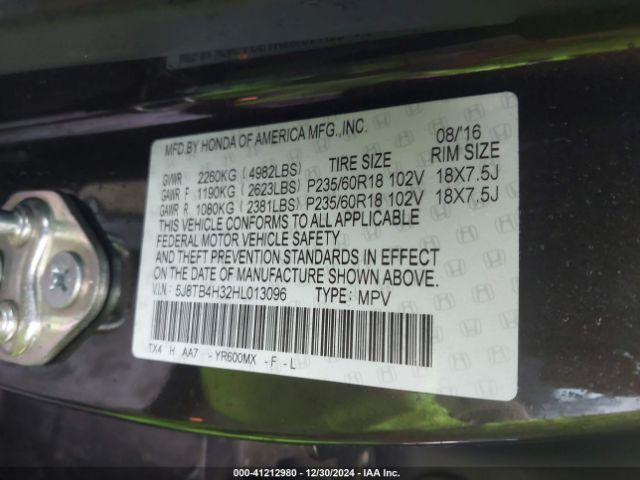 MFD.BY HONDA OF AMERICA MFG.,INC. 08/'16
GVWR 2260KG (4982LBS) TIRE SIZE RIM SIZE
GAWR F 1190KG (2623LBS) P235/60R18 102V 18X7.5J
GAWR R 1080KG (2381LBS) P235/60R18 102V 18X7.5J
THIS VEHICLE CONFORMS TO ALL APPLICABLE
FEDERAL MOTOR VEHICLE SAFETY
AND THEFT PREVENTION STANDARDS IN EFFECT
ON THE DATE OF MANUFACTURE SHOWN ABOVE.
V.I.N.: 5J8TB4H32HL013096 TYPE: MPV
TX4 H AA7 - YR600MX - F - L
000-41212980 - 12/30/2024 - IAA Inc.